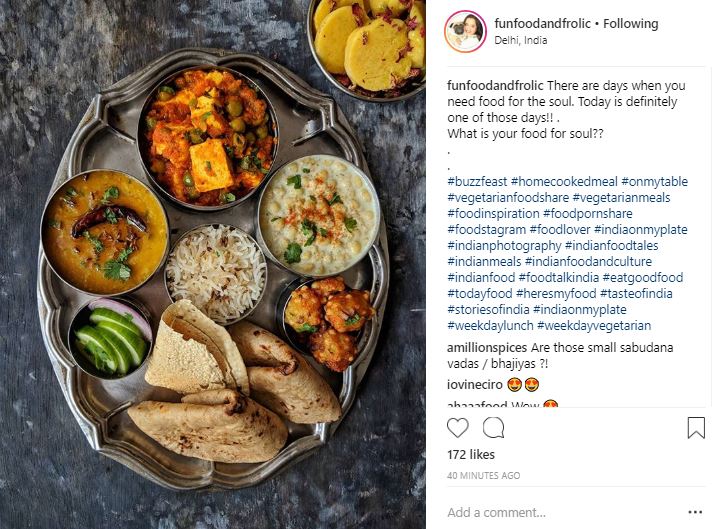 funfoodandfrolic • Following
Delhi, India
funfoodandfrolic There are days when you
need food for the soul. Today is definitely
one of those days!! .
What is your food for soul??
.
.
#buzzfeast #homecookedmeal #onmytable
#vegetarianfoodshare #vegetarianmeals
#foodinspiration #foodpornshare
#foodstagram #foodlover #indiaonmyplate
#indianphotography #indianfoodtales
#indianmeals #indianfoodandculture
#indianfood #foodtalkindia #eatgoodfood
#todayfood #heresmyfood #tasteofindia
#storiesofindia #indiaonmyplate
#weekdaylunch #weekdayvegetarian
amillionspices Are those small sabudana
vadas / bhajiyas ?!
iovineciro 😍😍
ahaaafood Wow 😍
172 likes
40 MINUTES AGO
Add a comment...